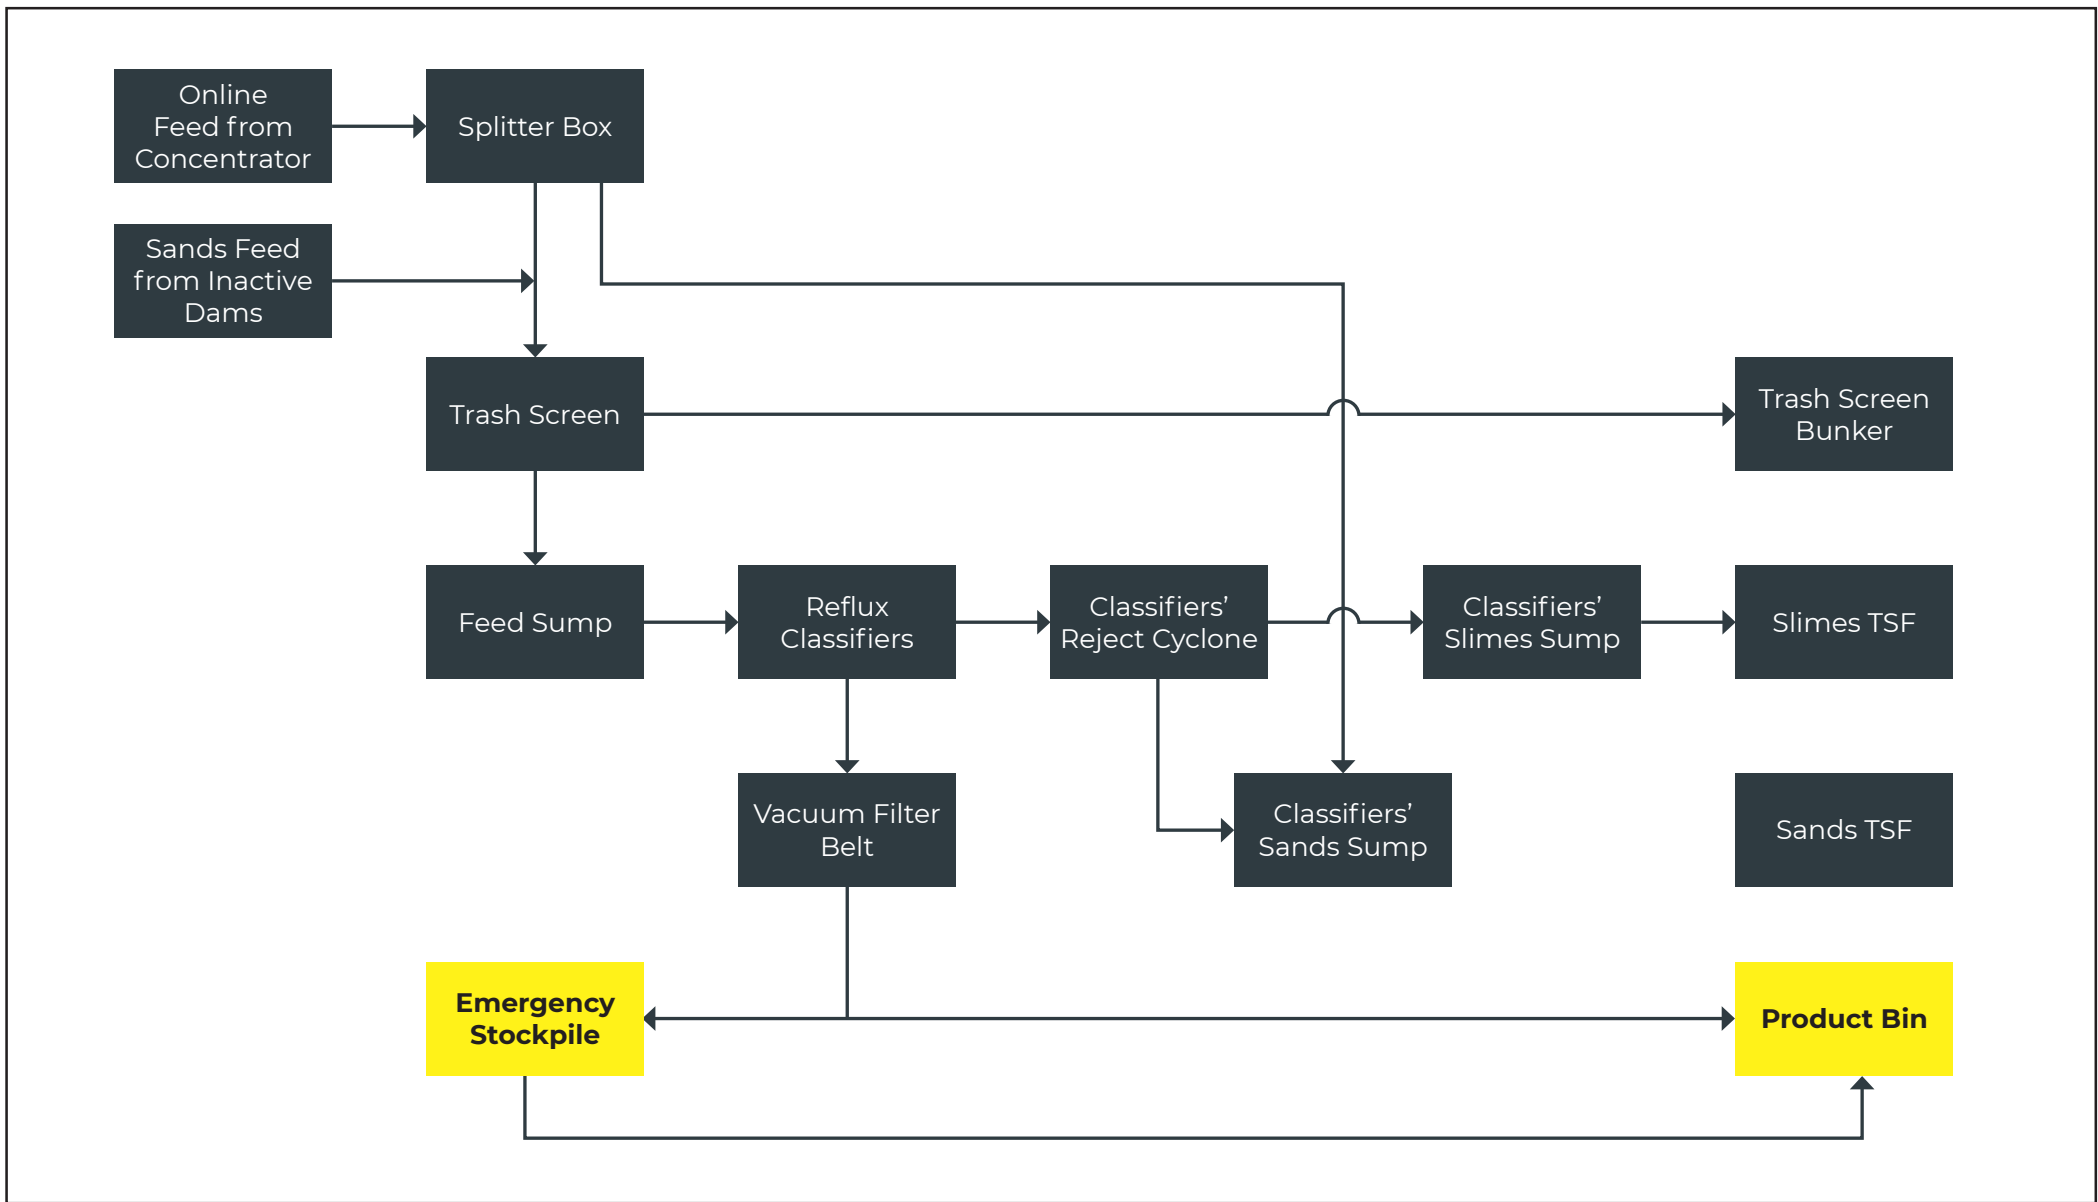 Online
Feed from
Concentrator
Splitter Box
Sands Feed
from Inactive
Dams
Trash Screen
Trash Screen
Bunker
Feed Sump
Reflux
Classifiers
Classifiers’
Reject Cyclone
Classifiers’
Slimes Sump
Slimes TSF
Vacuum Filter
Belt
Classifiers’
Sands Sump
Sands TSF
Emergency
Stockpile
Product Bin